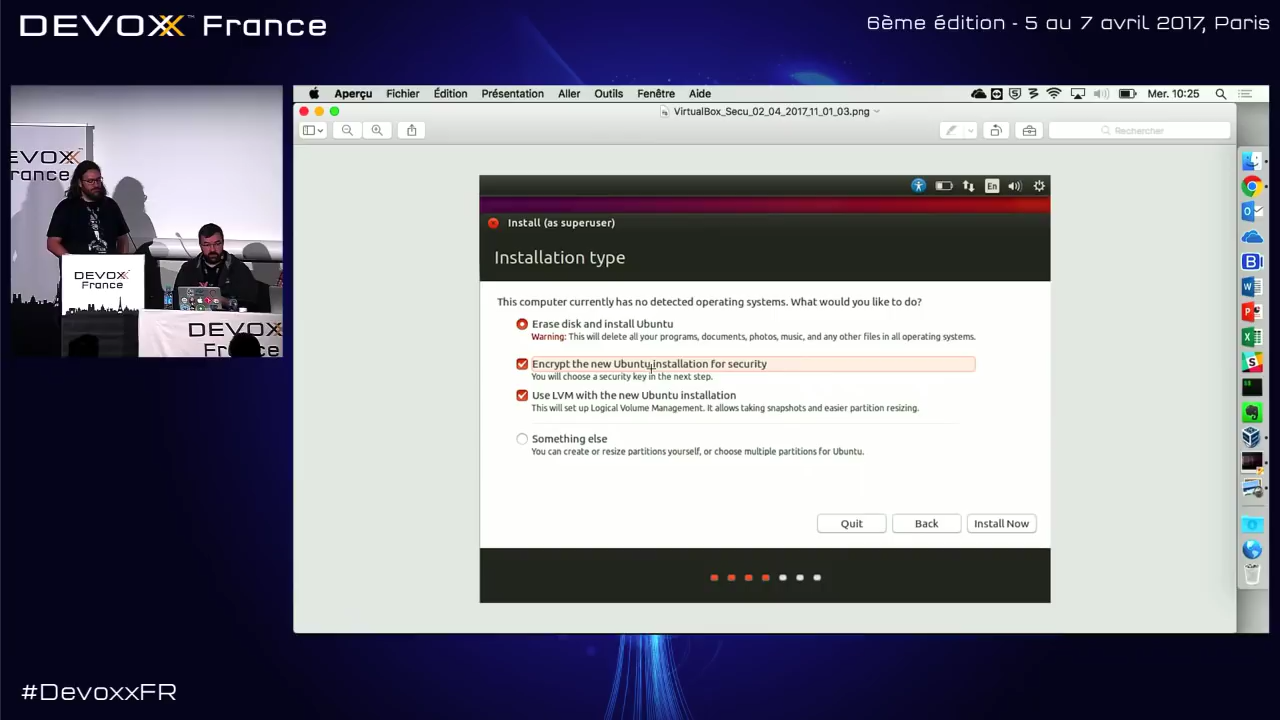 DEVOXX™ France
6ème édition - 5 au 7 avril 2017, Paris
Aperçu Fichier Édition Présentation Aller Outils Fenêtre Aide
Mer. 10:25
VirtualBox_Secu_02_04_2017_11_01_03.png
Rechercher
En
Install (as superuser)
Installation type
This computer currently has no detected operating systems. What would you like to do?
Erase disk and install Ubuntu
Warning: This will delete all your programs, documents, photos, music, and any other files in all operating systems.
Encrypt the new Ubuntu installation for security
You will choose a security key in the next step.
Use LVM with the new Ubuntu installation
This will set up Logical Volume Management. It allows taking snapshots and easier partition resizing.
Something else
You can create or resize partitions yourself, or choose multiple partitions for Ubuntu.
Quit Back Install Now
EVOXX
France
DEVOXX
France
DEVOXX
#DevoxxFR